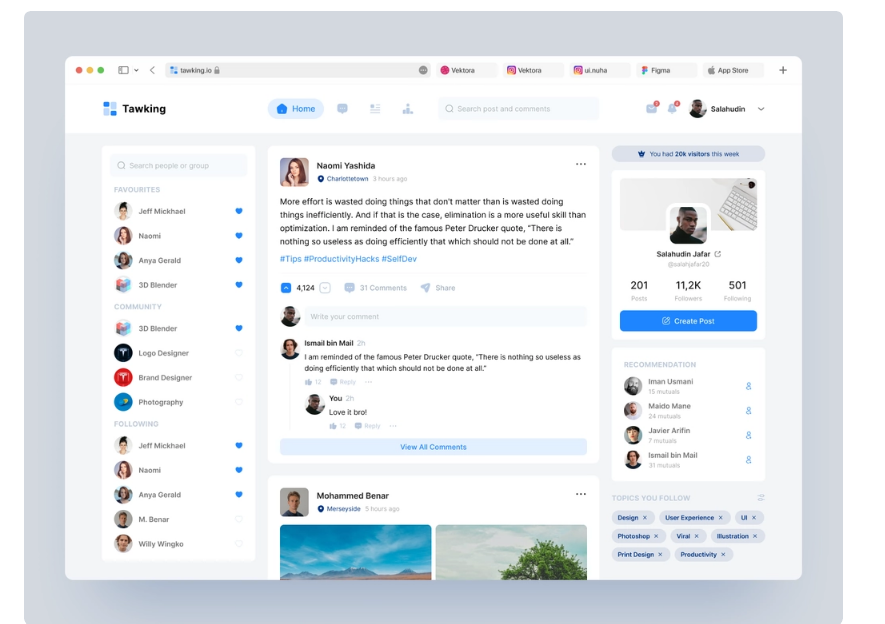 tawking.io
Vektora
Vektora
ui.nuha
Figma
App Store
Tawking
Home
Search post and comments
Salahudin
Search people or group
FAVOURITES
Jeff Mickhael
Naomi
Anya Gerald
3D Blender
COMMUNITY
3D Blender
Logo Designer
Brand Designer
Photography
FOLLOWING
Jeff Mickhael
Naomi
Anya Gerald
M. Benar
Willy Wingko
Naomi Yashida
Charlottetown 3 hours ago
More effort is wasted doing things that don't matter than is wasted doing
things inefficiently. And if that is the case, elimination is a more useful skill than
optimization. I am reminded of the famous Peter Drucker quote, "There is
nothing so useless as doing efficiently that which should not be done at all."
#Tips #ProductivityHacks #SelfDev
4,124 31 Comments Share
Write your comment
Ismail bin Mail 2h
I am reminded of the famous Peter Drucker quote, "There is nothing so useless as
doing efficiently that which should not be done at all."
12 Reply
You 2h
Love it bro!
12 Reply
View All Comments
Mohammed Benar
Merseyside 5 hours ago
You had 20k visitors this week
Salahudin Jafar
@salahjafar20
201 11,2K 501
Posts Followers Following
Create Post
RECOMMENDATION
Iman Usmani
15 mutuals
Maido Mane
24 mutuals
Javier Arifin
7 mutuals
Ismail bin Mail
31 mutuals
TOPICS YOU FOLLOW
Design × User Experience × UI ×
Photoshop × Viral × Illustration ×
Print Design × Productivity ×